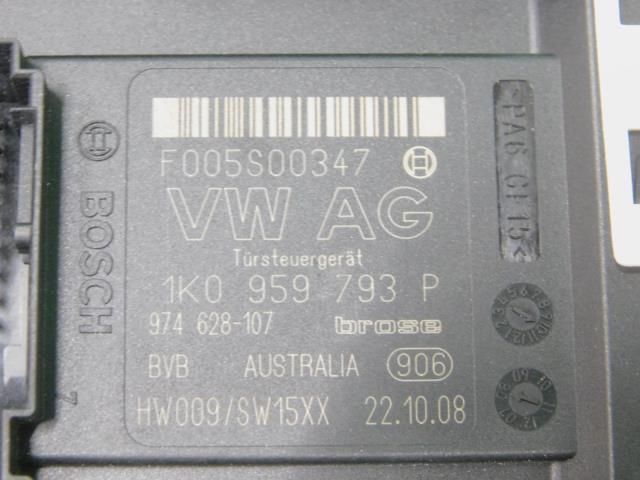 F005S00347
VW AG
Türsteuergerät
1K0 959 793 P
974 628-107 brose
BVB AUSTRALIA 906
HW009/SW15XX 22.10.08
BOSCH
>PA6 GF15<
7